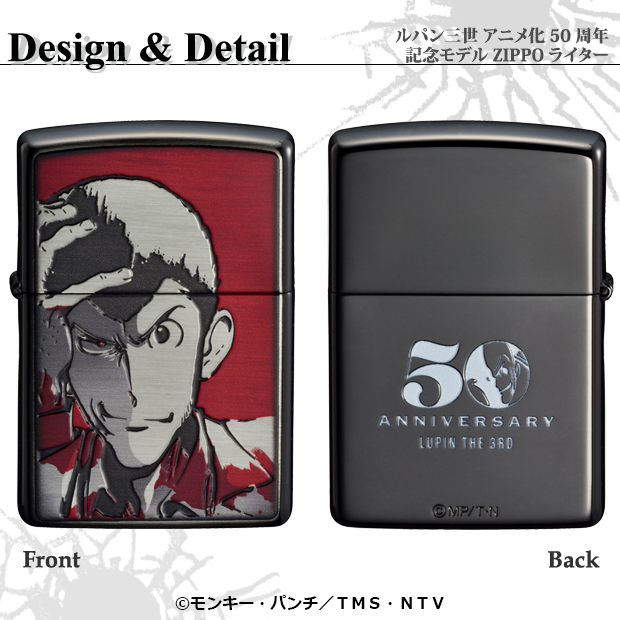 Design & Detail
ルパン三世 アニメ化 50 周年
記念モデル ZIPPO ライター
50
ANNIVERSARY
LUPIN THE 3RD
©MP/T·N
Front
Back
©モンキー・パンチ／ＴＭＳ・ＮＴＶ